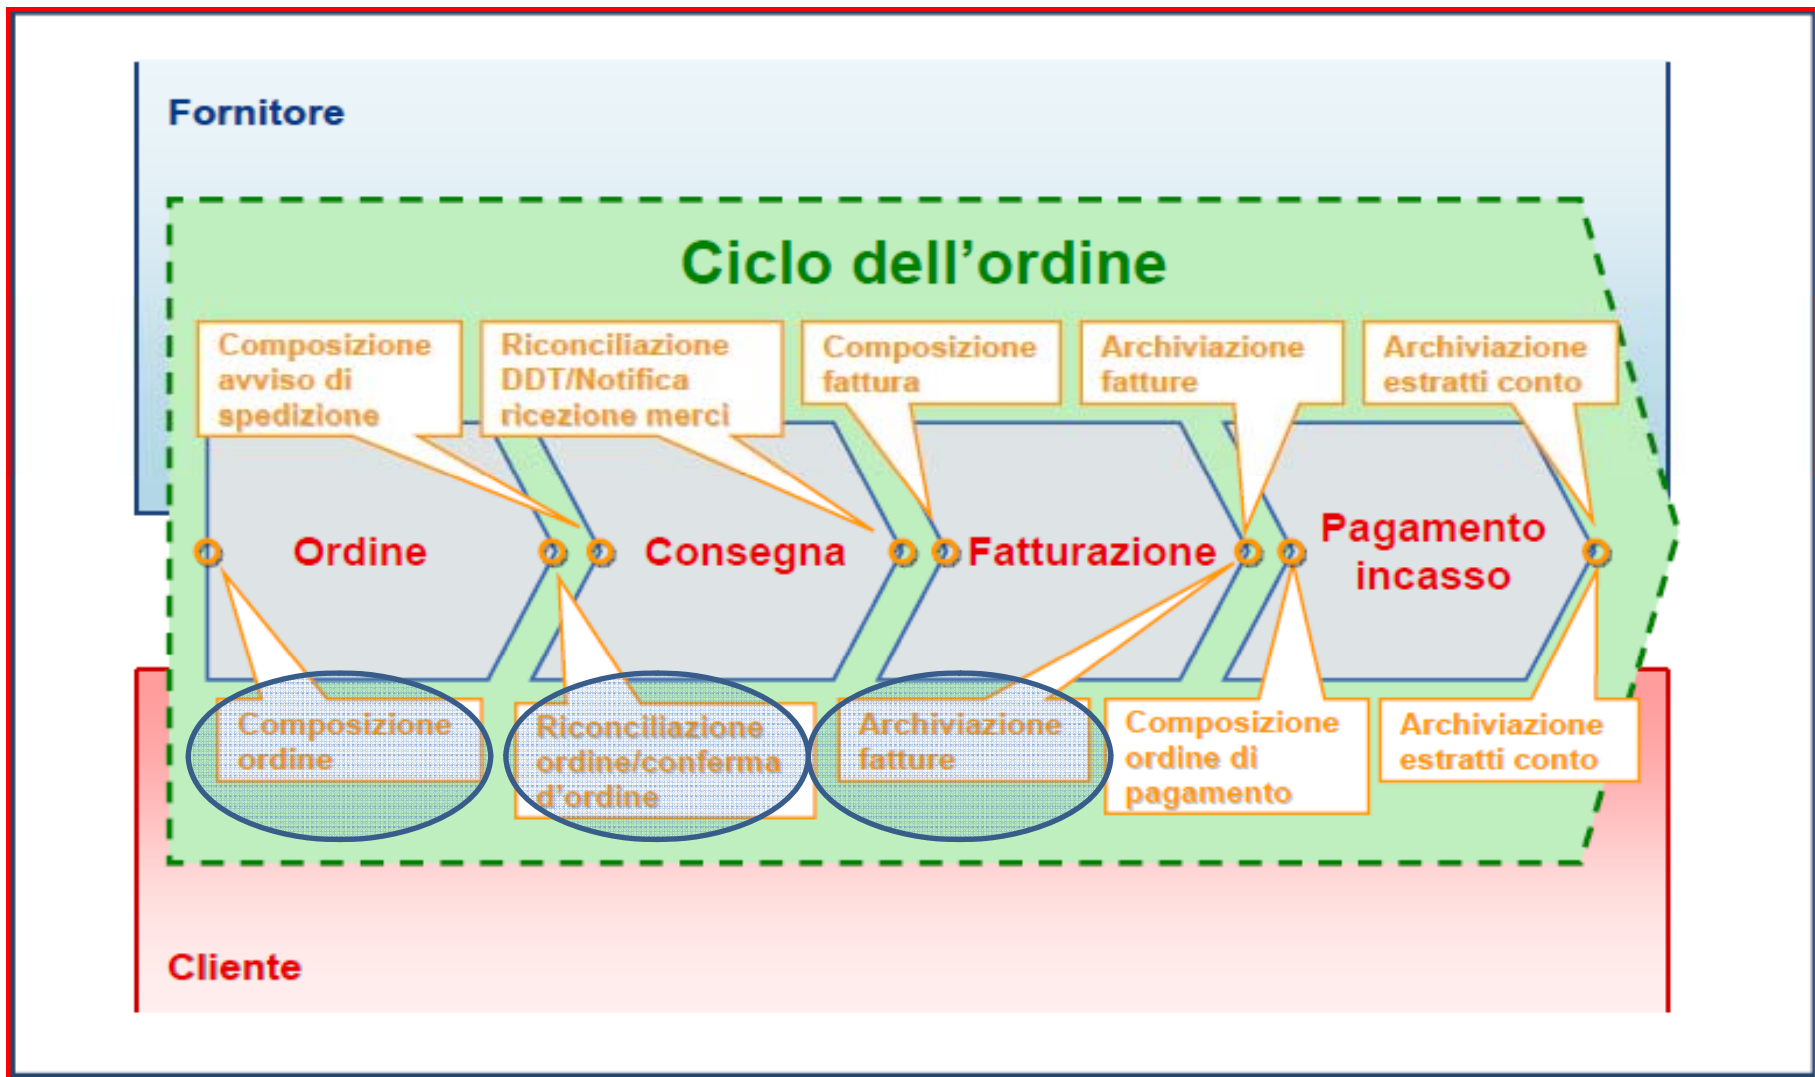 Fornitore
Ciclo dell’ordine
Composizione
avviso di
spedizione
Riconciliazione
DDT/Notifica
ricezione merci
Composizione
fattura
Archiviazione
fatture
Archiviazione
estratti conto
Ordine
Consegna
Fatturazione
Pagamento
incasso
Composizione
ordine
Riconciliazione
ordine/conferma
d’ordine
Archiviazione
fatture
Composizione
ordine di
pagamento
Archiviazione
estratti conto
Cliente